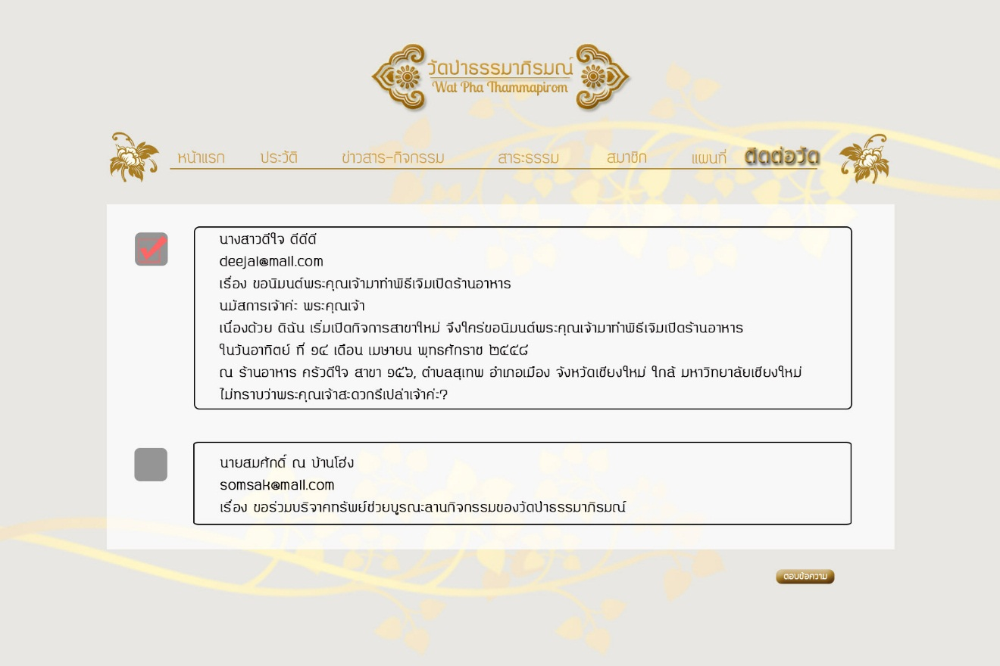 วัดป่าธรรมาภิรมณ์
Wat Pha Thammapirom
หน้าแรก ประวัติ ข่าวสาร-กิจกรรม สาระธรรม สมาชิก แผนที่ ติดต่อวัด
นางสาวดีใจ ดีดีดี
deejai@mail.com
เรื่อง ขอนิมนต์พระคุณเจ้ามาทำพิธีเจิมเปิดร้านอาหาร
นมัสการเจ้าค่ะ พระคุณเจ้า
เนื่องด้วย ดิฉัน เริ่มเปิดกิจการสาขาใหม่ จึงใคร่ขอนิมนต์พระคุณเจ้ามาทำพิธีเจิมเปิดร้านอาหาร
ในวันอาทิตย์ ที่ ๑๔ เดือน เมษายน พุทธศักราช ๒๕๕๘
ณ ร้านอาหาร ครัวดีใจ สาขา ๑๕๖, ตำบลสุเทพ อำเภอเมือง จังหวัดเชียงใหม่ ใกล้ มหาวิทยาลัยเชียงใหม่
ไม่ทราบว่าพระคุณเจ้าสะดวกรึเปล่าเจ้าค่ะ?
นายสมศักดิ์ ณ บ้านโฮ่ง
somsak@mail.com
เรื่อง ขอร่วมบริจาคทรัพย์ช่วยบูรณะลานกิจกรรมของวัดป่าธรรมาภิรมณ์
ตอบข้อความ